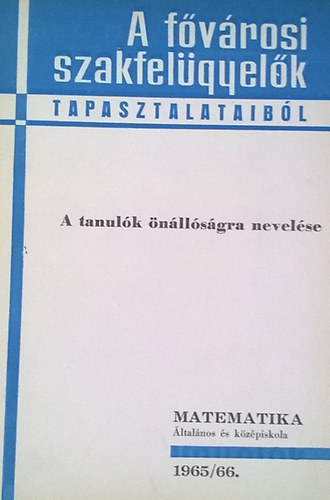 A fővárosi
szakfelügyelők
TAPASZTALATAIBÓL
A tanulók önállóságra nevelése
MATEMATIKA
Általános és középiskola
1965/66.